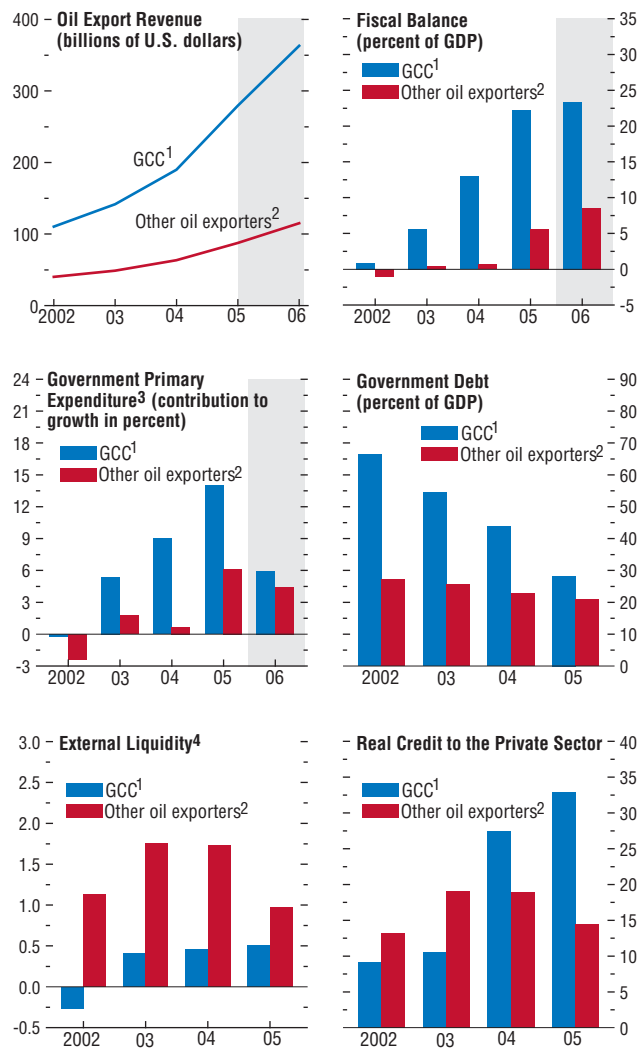 Oil Export Revenue
(billions of U.S. dollars)
400
300
200
100
0
GCC1
Other oil exporters2
2002 03 04 05 06
Fiscal Balance
(percent of GDP)
GCC1
Other oil exporters2
35
30
25
20
15
10
5
0
-5
2002 03 04 05 06
Government Primary
Expenditure3 (contribution to
growth in percent)
GCC1
Other oil exporters2
24
21
18
15
12
9
6
3
0
-3
2002 03 04 05 06
Government Debt
(percent of GDP)
GCC1
Other oil exporters2
90
80
70
60
50
40
30
20
10
0
2002 03 04 05
External Liquidity4
GCC1
Other oil exporters2
3.0
2.5
2.0
1.5
1.0
0.5
0.0
-0.5
2002 03 04 05
Real Credit to the Private Sector
GCC1
Other oil exporters2
40
35
30
25
20
15
10
5
0
2002 03 04 05